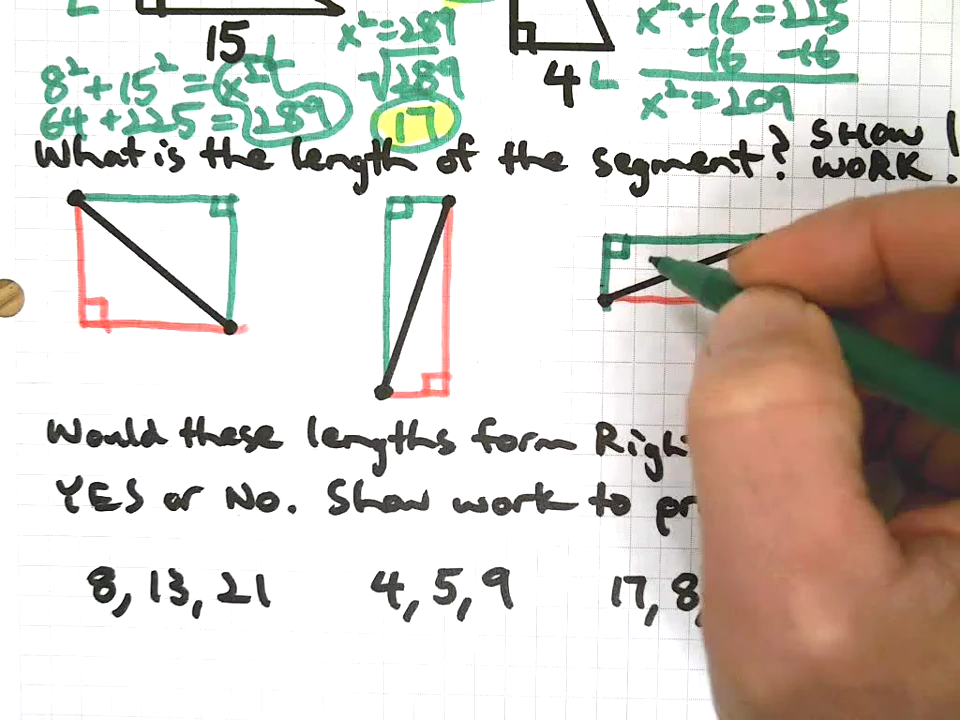 L
15
8² + 15² = x²
64 + 225 = 289
x² = 289
√289
17
4 L
x² + 16 = 225
-16 -16
x² = 209
What is the length of the segment? SHOW WORK!
Would these lengths form
YES or No. Show work to
8, 13, 21
4, 5, 9
17, 8,